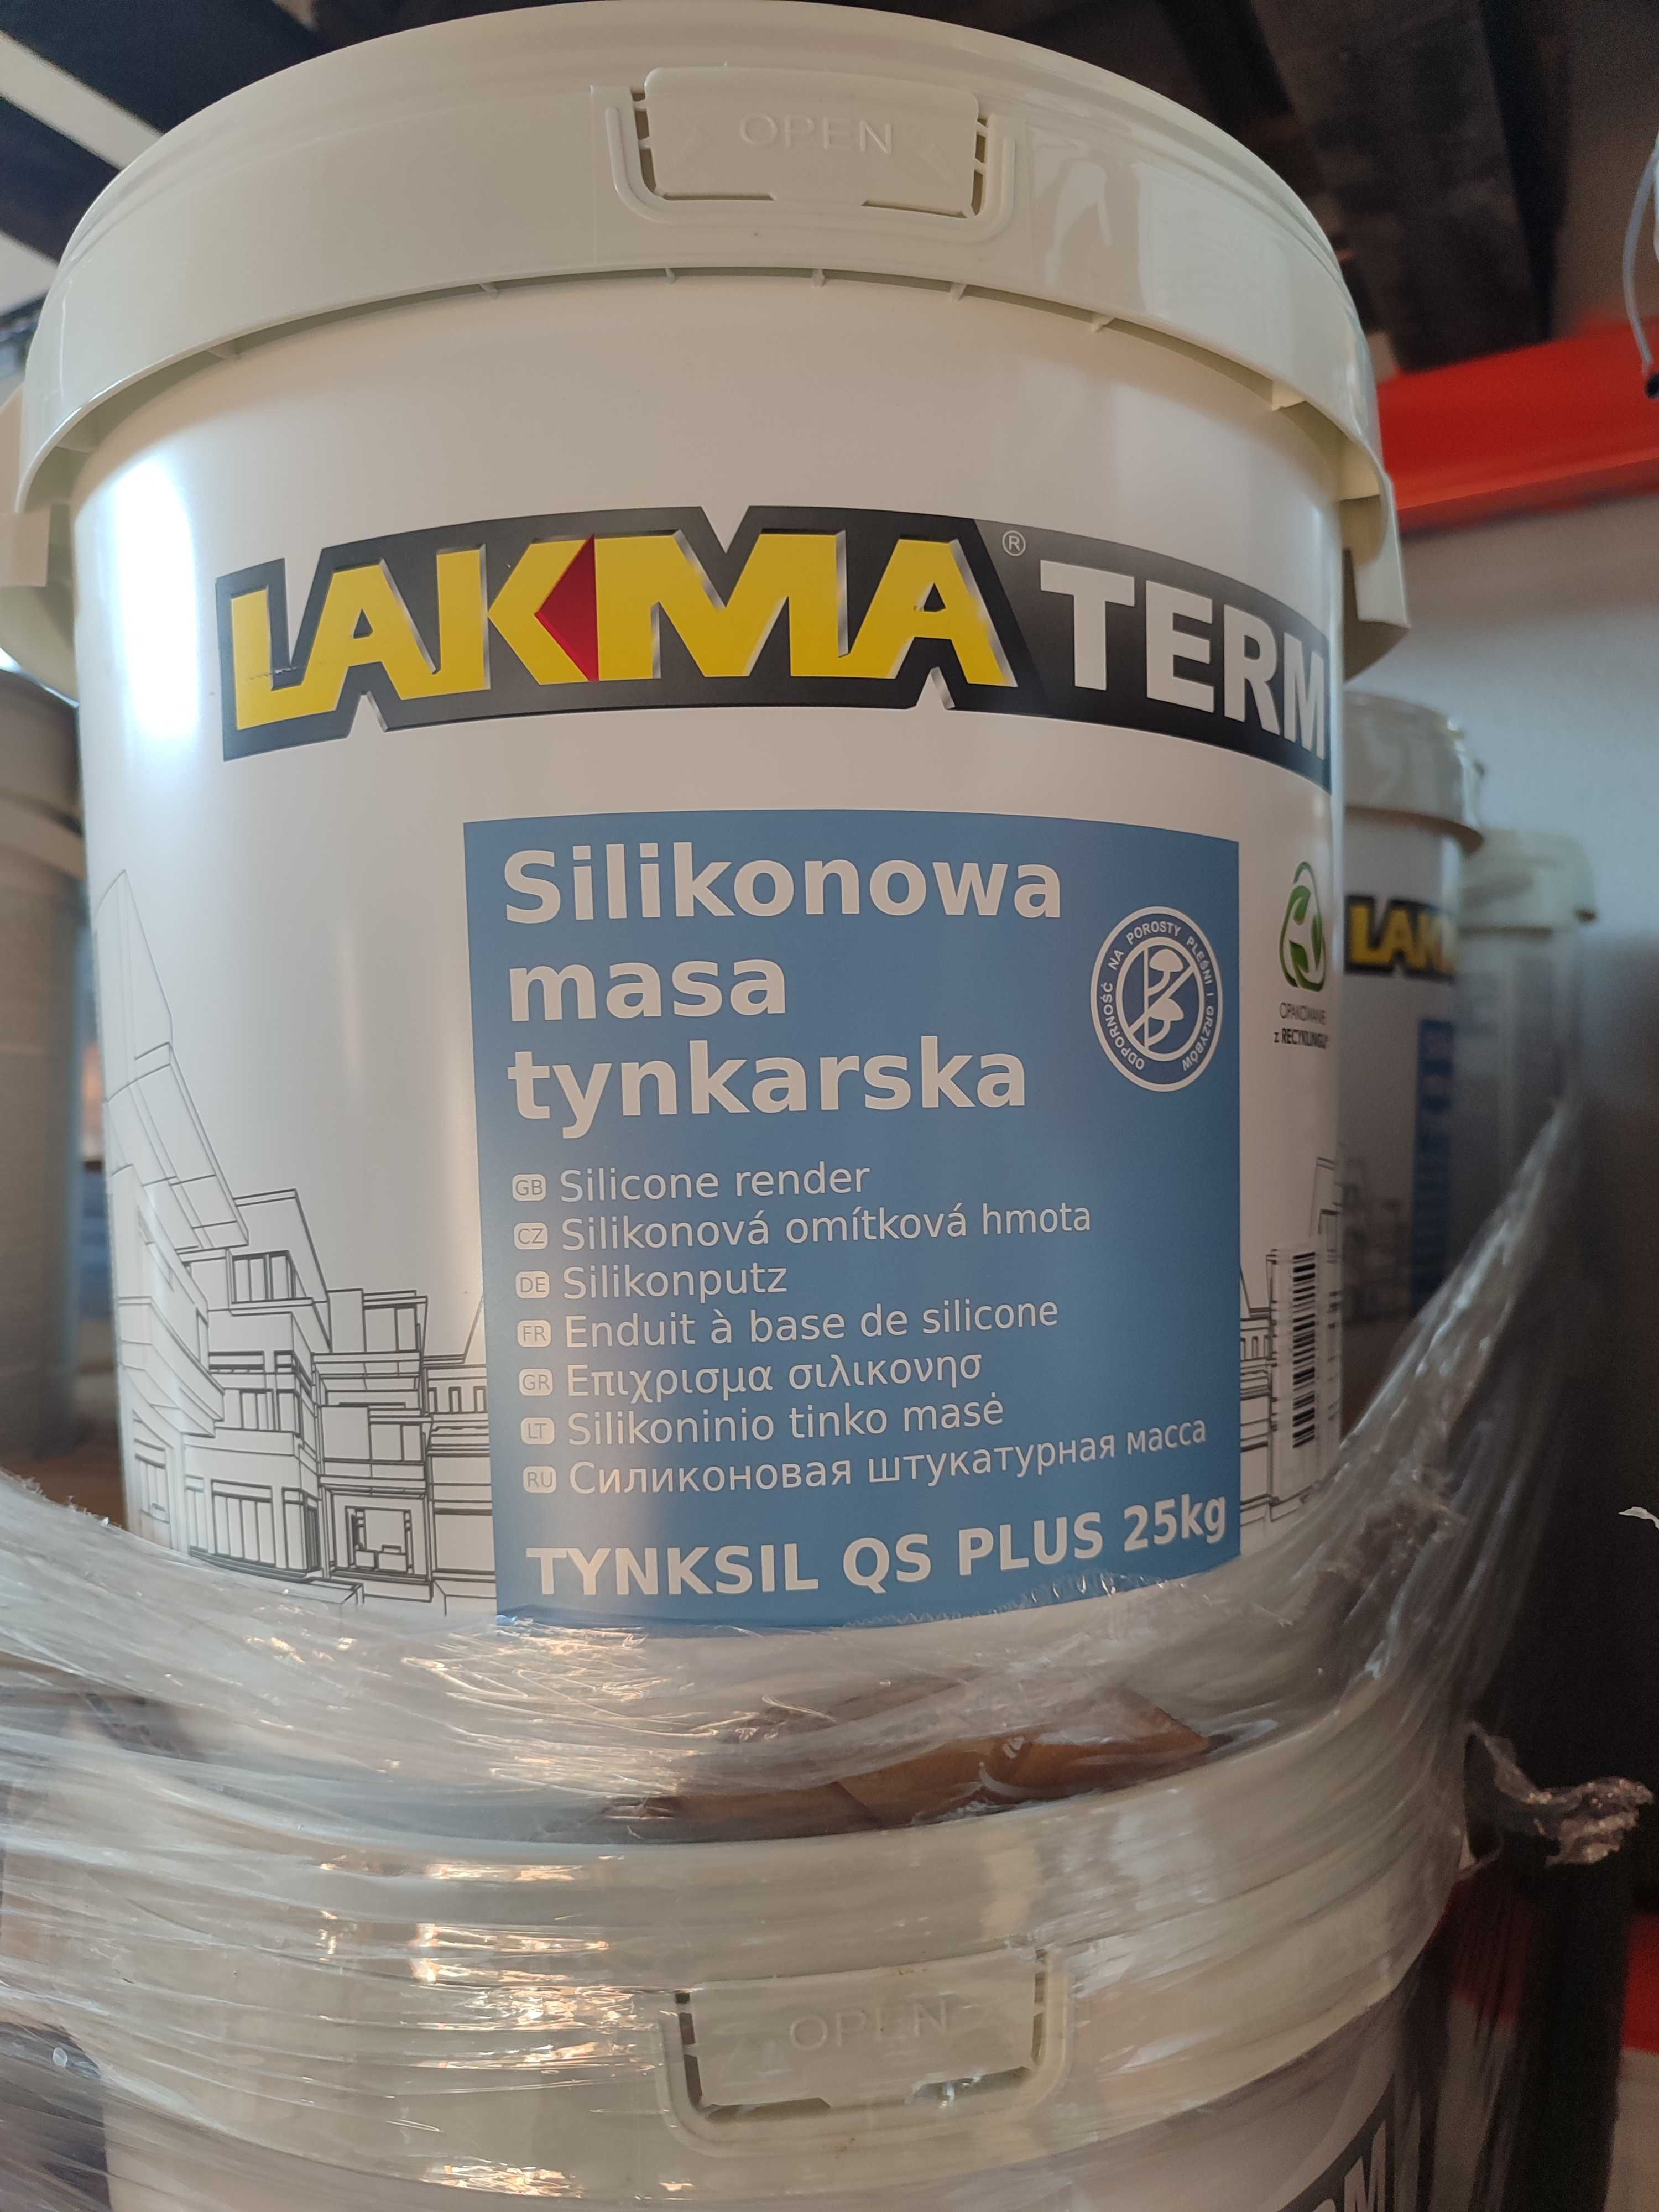 OPEN
LAKMA® TERM
Silikonowa
masa
tynkarska
ODPORNOŚĆ NA POROSTY PLEŚNI I GRZYBÓW
OPAKOWANIE
z RECYKLINGU
GB Silicone render
CZ Silikonová omítková hmota
DE Silikonputz
FR Enduit à base de silicone
GR Επιχρισμα σιλικονησ
LT Silikoninio tinko masė
RU Силиконовая штукатурная масса
TYNKSIL QS PLUS 25kg
LAK
OPEN
RM